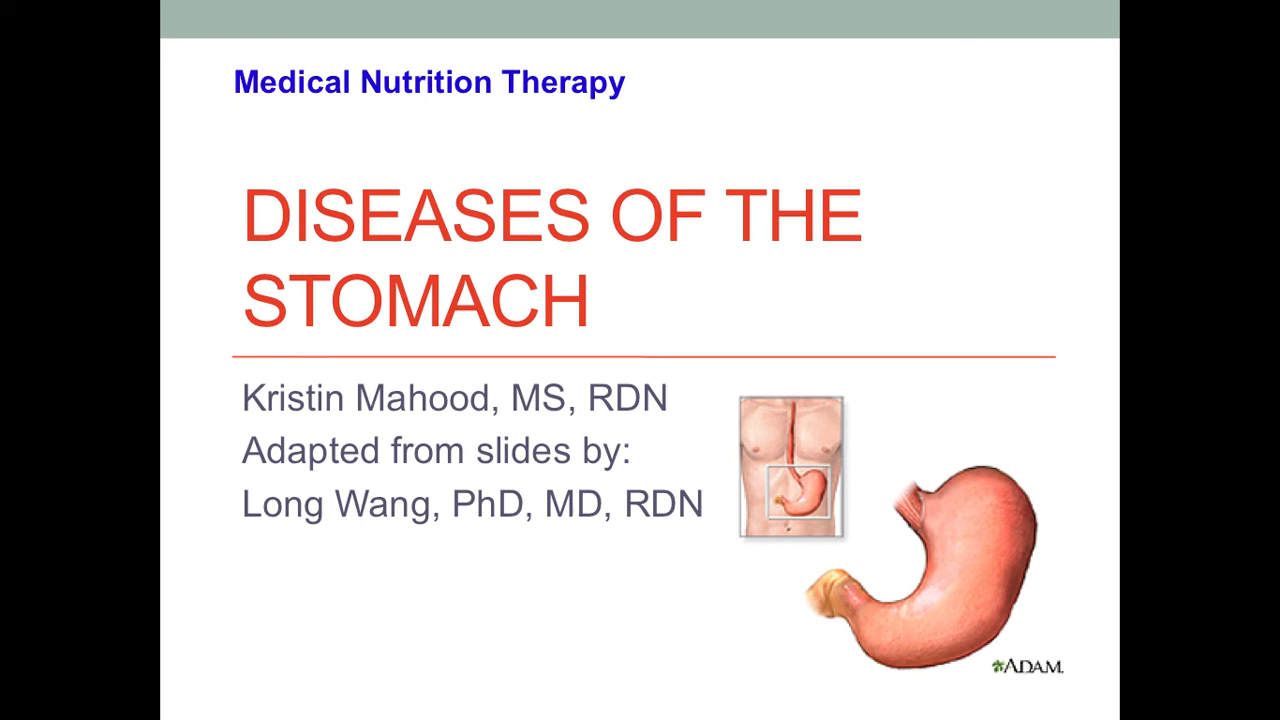 Medical Nutrition Therapy
DISEASES OF THE
STOMACH
Kristin Mahood, MS, RDN
Adapted from slides by:
Long Wang, PhD, MD, RDN
ADAM.